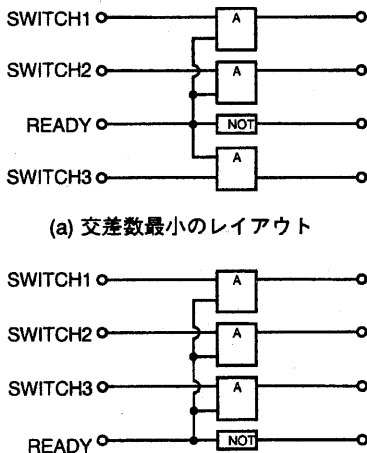 SWITCH1
A
SWITCH2
A
READY
NOT
A
SWITCH3
(a) 交差数最小のレイアウト
SWITCH1
A
SWITCH2
A
SWITCH3
A
READY
NOT